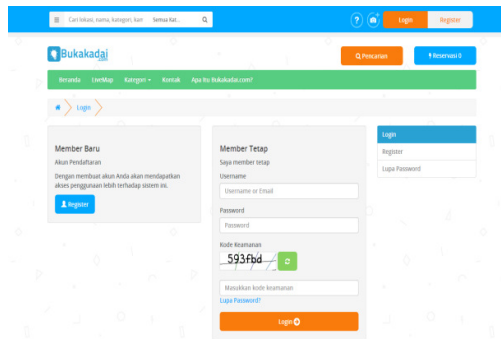 Cari lokasi, nama, kategori, kam
Semua Kat...
Login
Register
Bukakadai
Pencarian
Reservasi 0
Beranda
LiveMap
Kategori
Kontak
Apa Itu Bukakadai.com?
Login
Member Baru
Akun Pendaftaran
Dengan membuat akun Anda akan mendapatkan
akses penggunaan lebih terhadap sistem ini.
Register
Member Tetap
Saya member tetap
Username
Username or Email
Password
Password
Kode Keamanan
593fbd
Masukkan kode keamanan
Lupa Password?
Login
Login
Register
Lupa Password